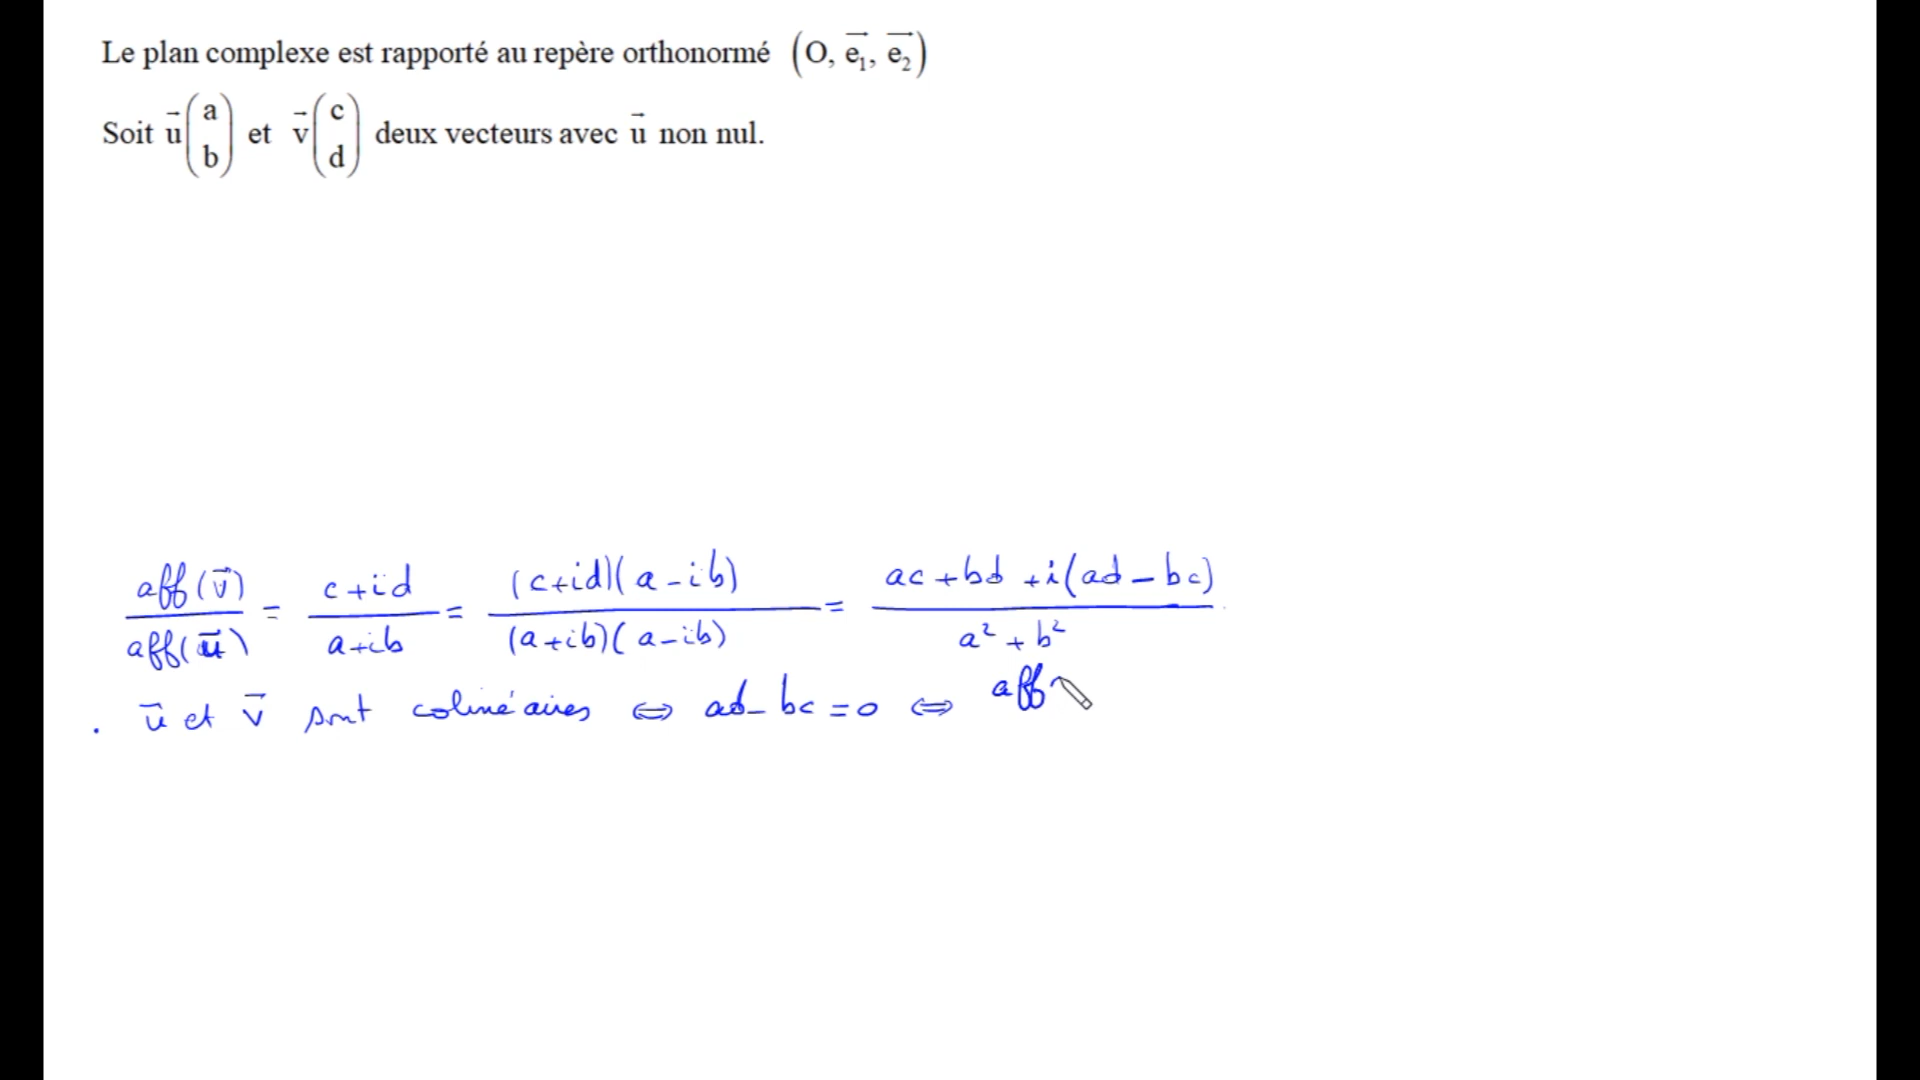 Le plan complexe est rapporté au repère orthonormé (O, e₁⃗, e₂⃗)
Soit u⃗(a b) et v⃗(c d) deux vecteurs avec u⃗ non nul.
aff(v⃗)/aff(u⃗) = (c+id)/(a+ib) = (c+id)(a-ib)/(a+ib)(a-ib) = (ac+bd+i(ad-bc))/(a²+b²)
. u⃗ et v⃗ sont colinéaires ⇔ ad-bc=0 ⇔ aff